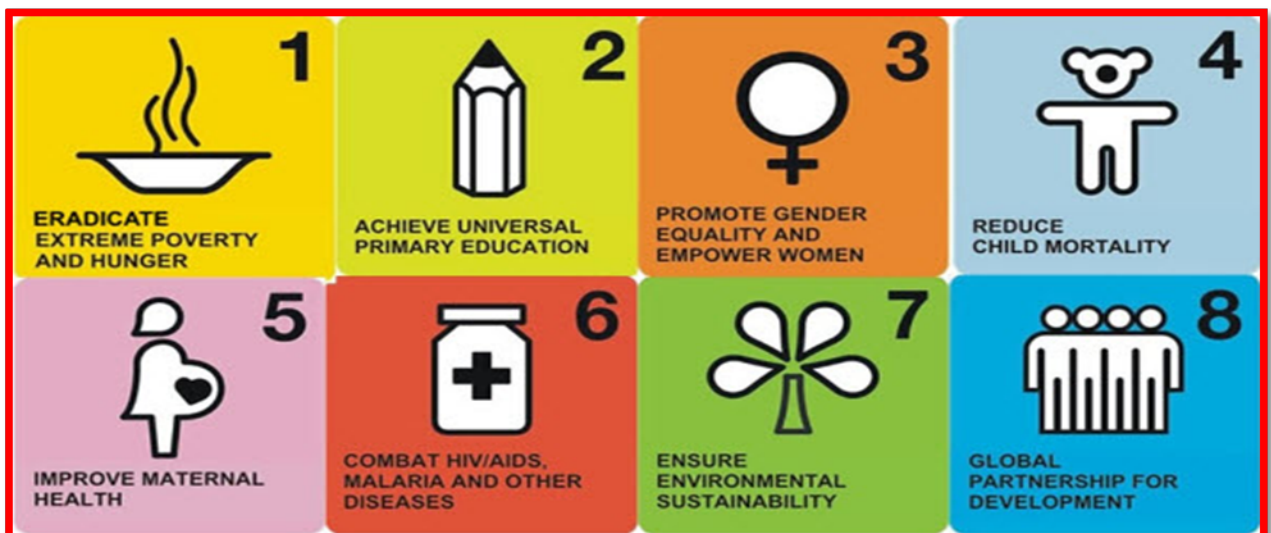 1
ERADICATE
EXTREME POVERTY
AND HUNGER
2
ACHIEVE UNIVERSAL
PRIMARY EDUCATION
3
PROMOTE GENDER
EQUALITY AND
EMPOWER WOMEN
4
REDUCE
CHILD MORTALITY
5
IMPROVE MATERNAL
HEALTH
6
COMBAT HIV/AIDS,
MALARIA AND OTHER
DISEASES
7
ENSURE
ENVIRONMENTAL
SUSTAINABILITY
8
GLOBAL
PARTNERSHIP FOR
DEVELOPMENT